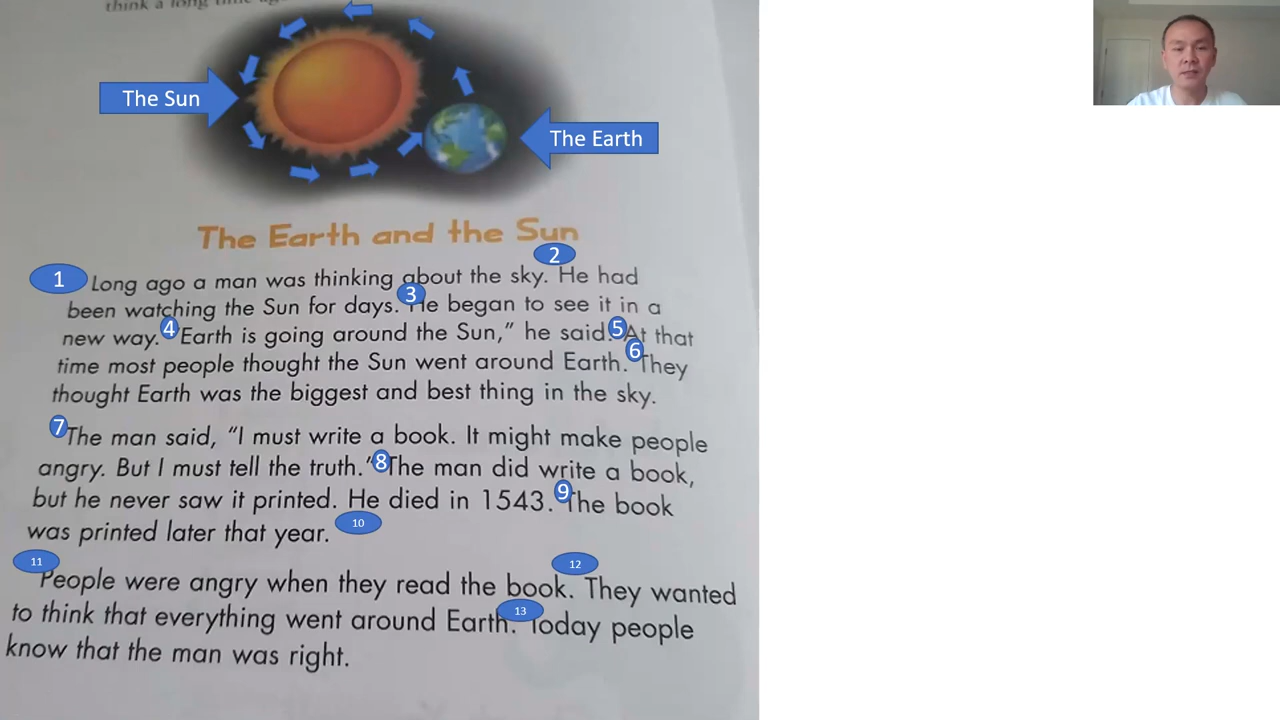 think a long time ago
The Sun
The Earth
The Earth and the Sun
1 Long ago a man was thinking about the sky. 2 He had
been watching the Sun for days. 3 He began to see it in a
new way. 4 Earth is going around the Sun,” he said. 5 At that
time most people thought the Sun went around Earth. 6 They
thought Earth was the biggest and best thing in the sky.
7 The man said, “I must write a book. It might make people
angry. But I must tell the truth.” 8 The man did write a book,
but he never saw it printed. He died in 1543. 9 The book
was printed later that year. 10
11 People were angry when they read the book. 12 They wanted
to think that everything went around Earth. 13 Today people
know that the man was right.